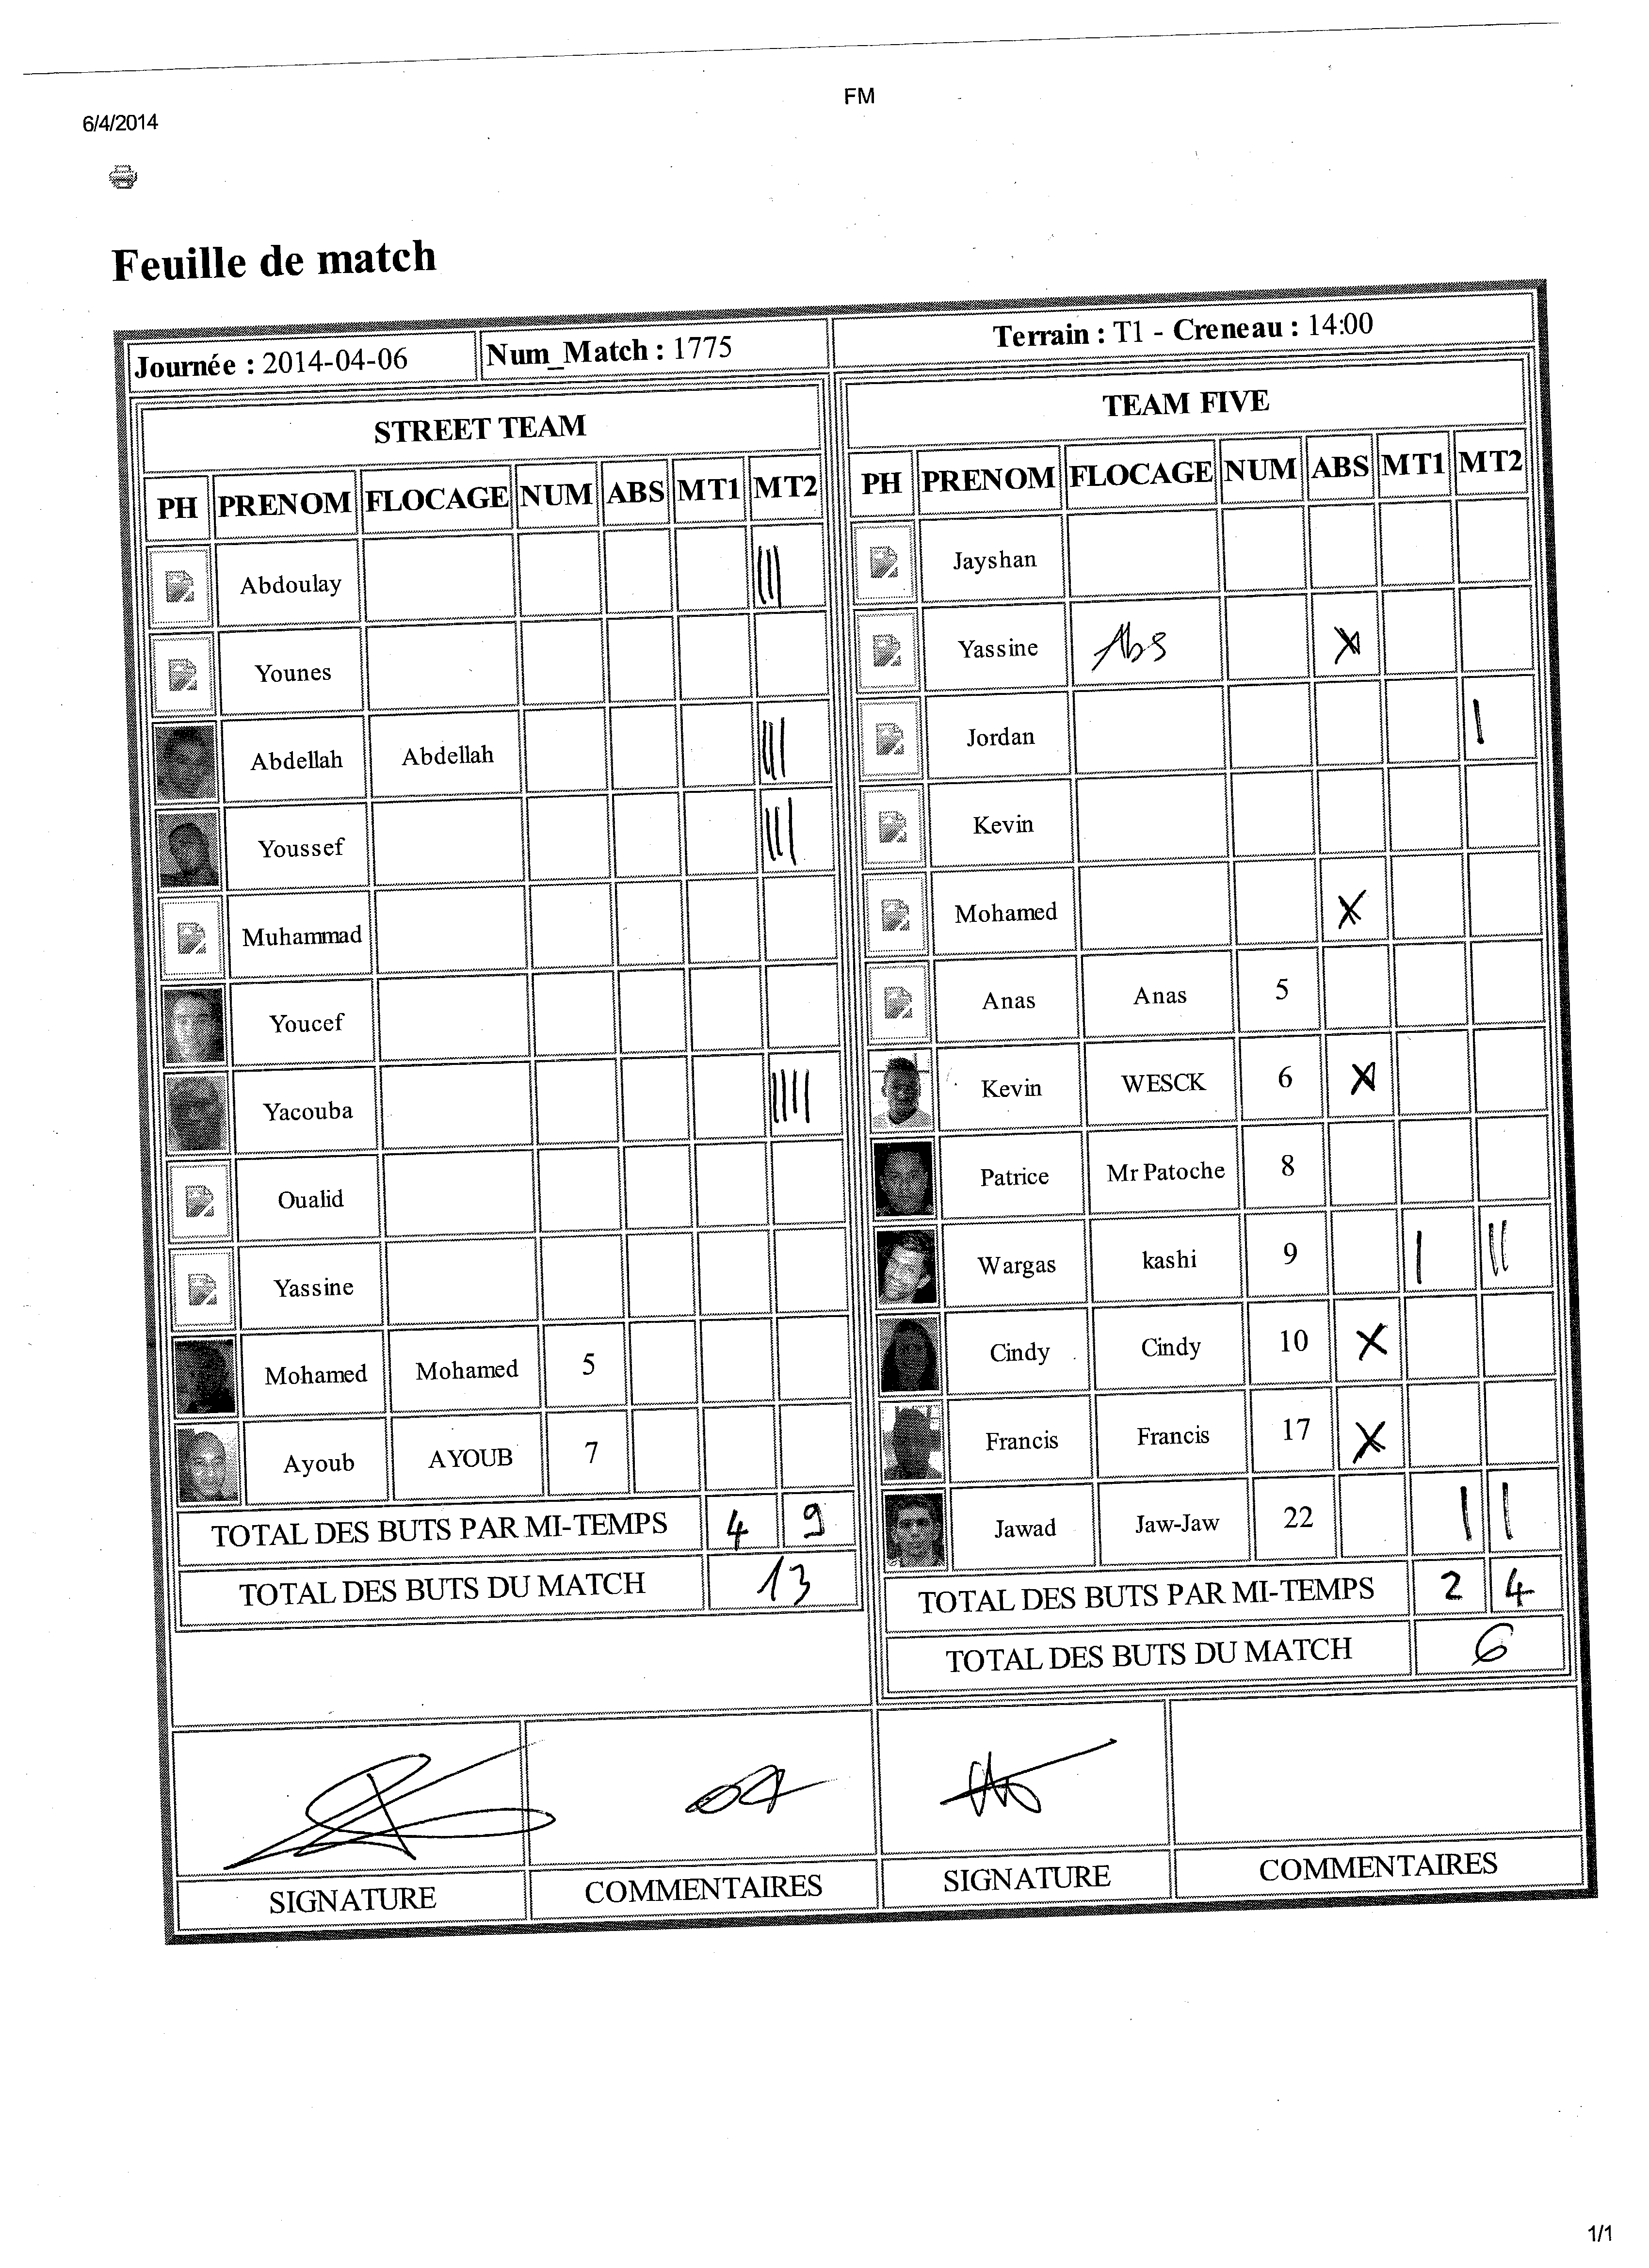 FM
6/4/2014
Feuille de match
Journée : 2014-04-06 Num_Match : 1775 Terrain : T1 - Creneau : 14:00
STREET TEAM TEAM FIVE
PH PRENOM FLOCAGE NUM ABS MT1 MT2 PH PRENOM FLOCAGE NUM ABS MT1 MT2
Abdoulay ||| Jayshan
Younes Yassine Abs X
Abdellah Abdellah ||| Jordan |
Youssef ||| Kevin
Muhammad Mohamed X
Youcef Anas Anas 5
Yacouba |||| Kevin WESCK 6 X
Oualid Patrice Mr Patoche 8
Yassine Wargas kashi 9 | ||
Mohamed Mohamed 5 Cindy Cindy 10 X
Ayoub AYOUB 7 Francis Francis 17 X
TOTAL DES BUTS PAR MI-TEMPS 4 9 Jawad Jaw-Jaw 22 | |
TOTAL DES BUTS DU MATCH 13 TOTAL DES BUTS PAR MI-TEMPS 2 4
TOTAL DES BUTS DU MATCH 6
SIGNATURE COMMENTAIRES SIGNATURE COMMENTAIRES
1/1